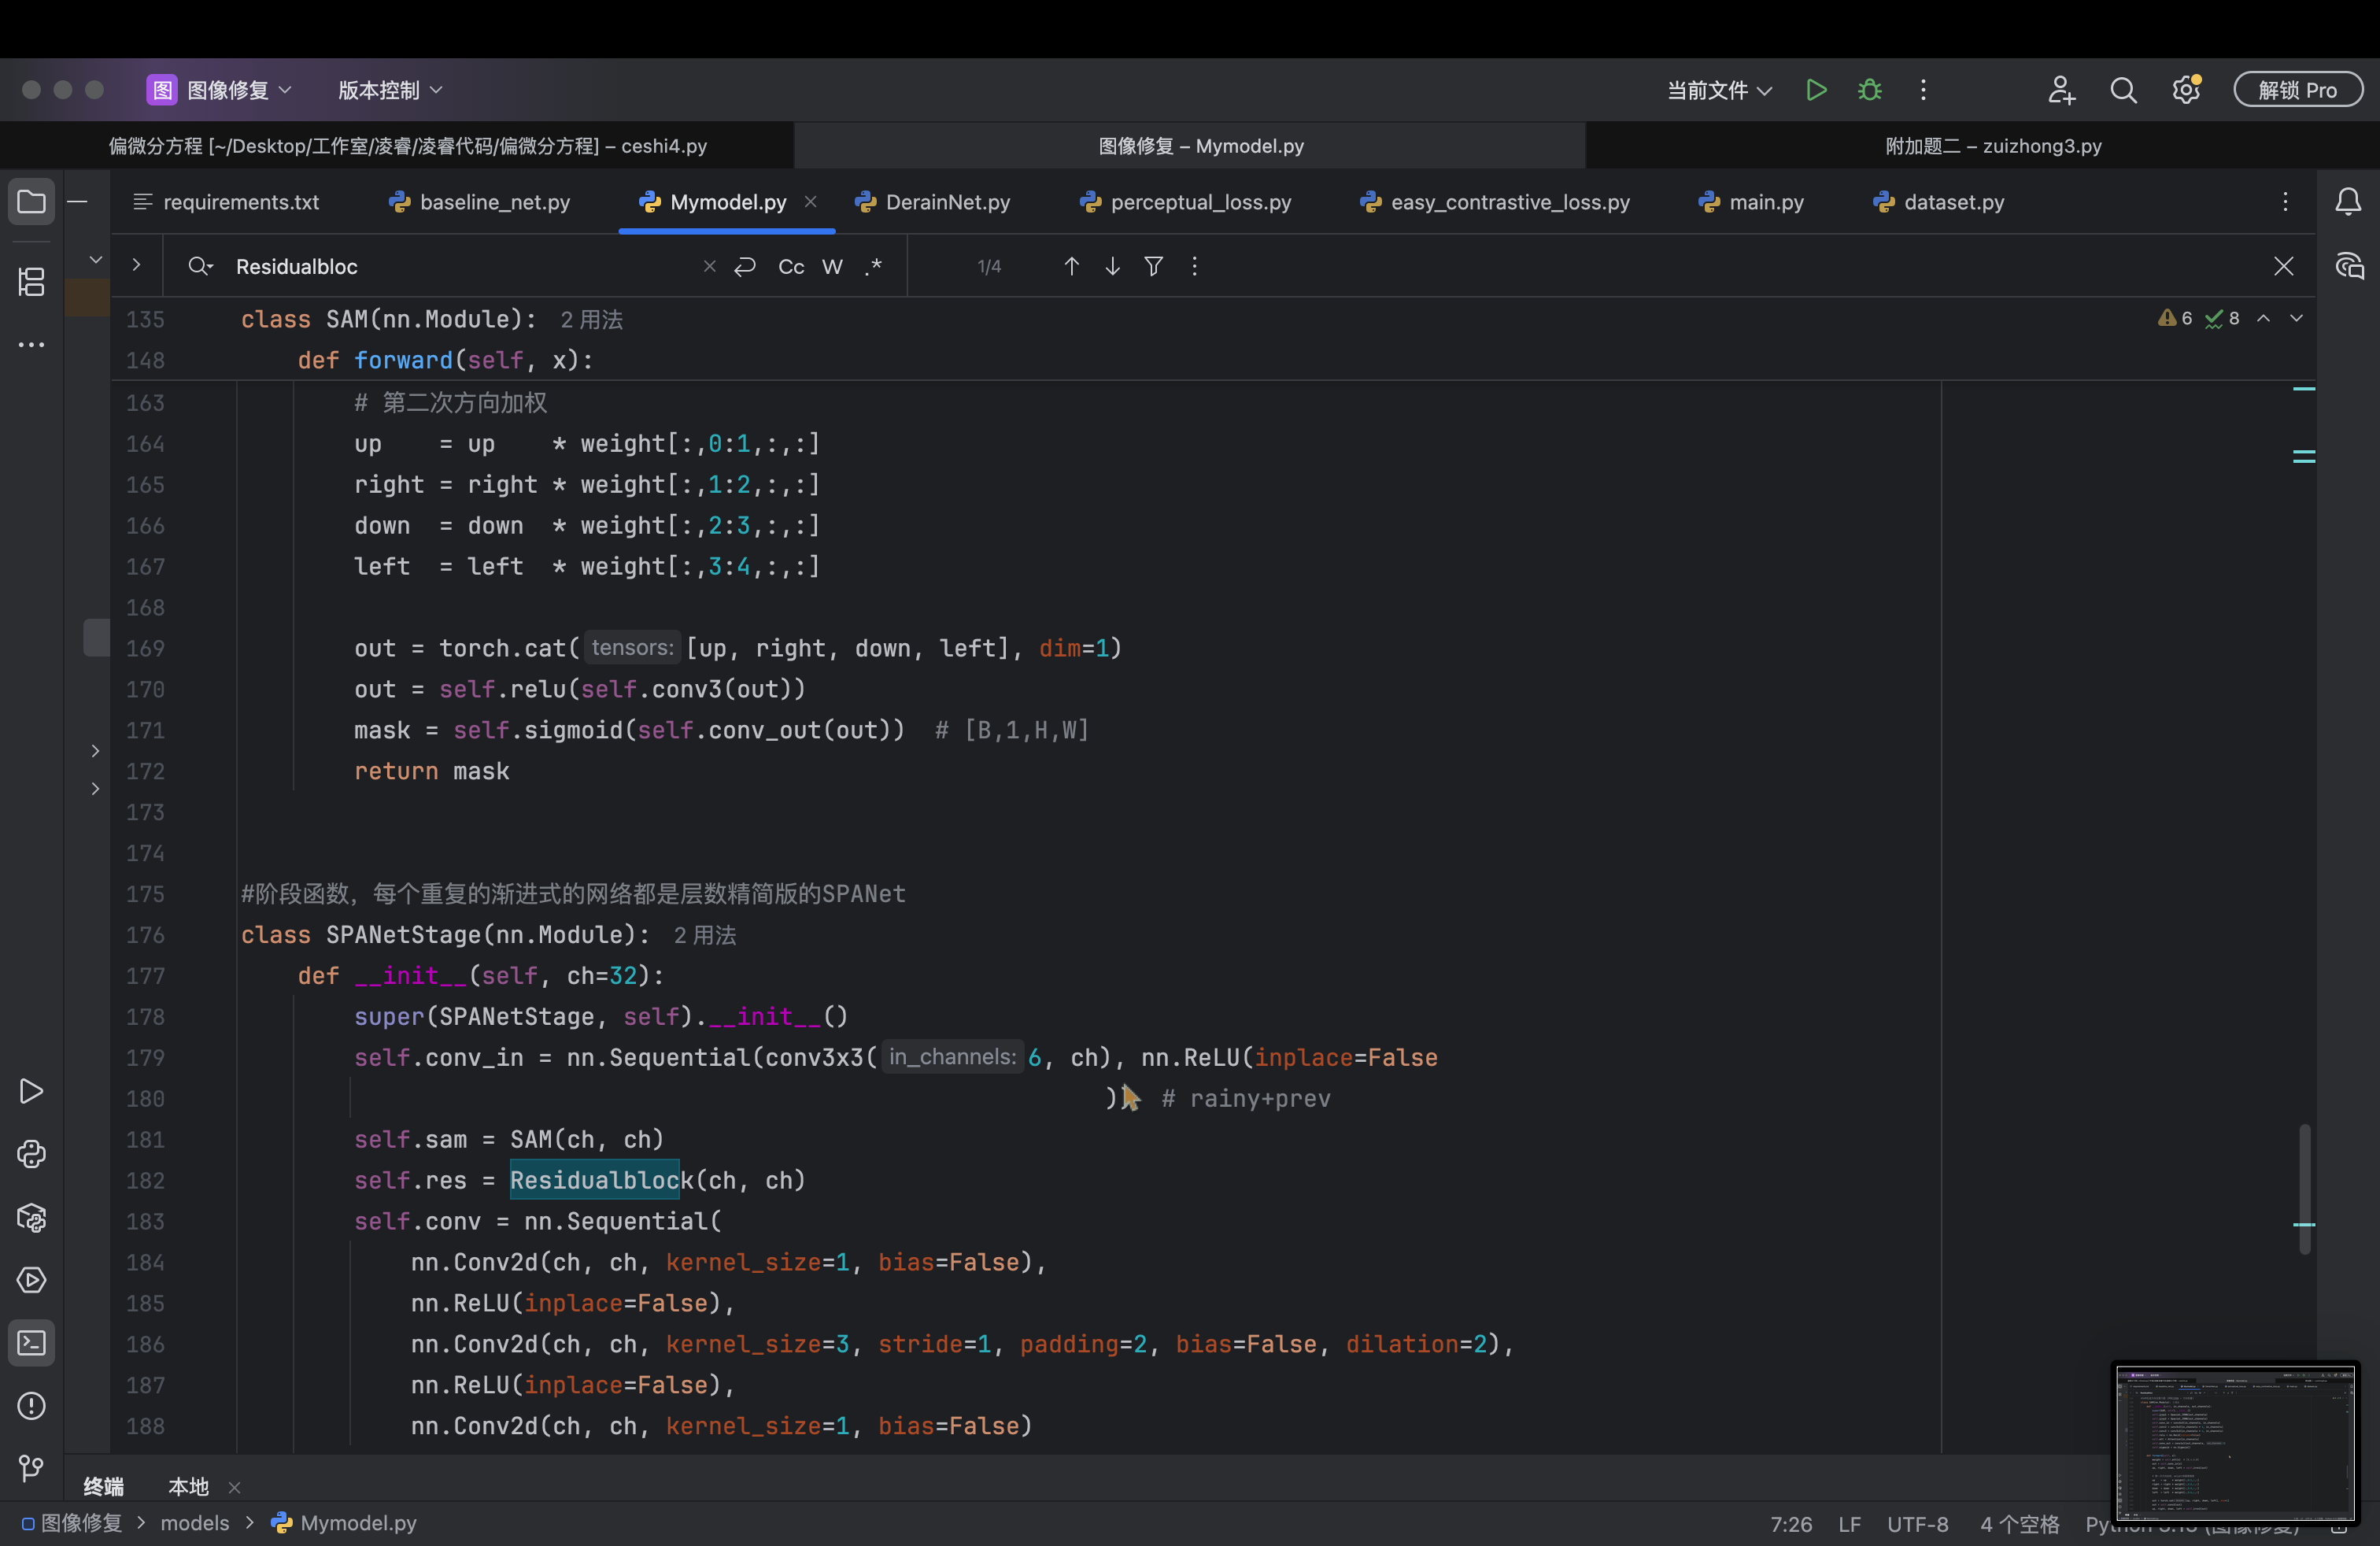 图 图像修复 版本控制 当前文件 解锁 Pro
偏微分方程 [~/Desktop/工作室/凌睿/凌睿代码/偏微分方程] – ceshi4.py 图像修复 – Mymodel.py 附加题二 – zuizhong3.py
requirements.txt baseline_net.py Mymodel.py DerainNet.py perceptual_loss.py easy_contrastive_loss.py main.py dataset.py
Residualbloc Cc W .* 1/4
135 class SAM(nn.Module): 2 用法 6 8
148 def forward(self, x):
163 # 第二次方向加权
164 up    = up    * weight[:,0:1,:,:]
165 right = right * weight[:,1:2,:,:]
166 down  = down  * weight[:,2:3,:,:]
167 left  = left  * weight[:,3:4,:,:]
168
169 out = torch.cat( tensors: [up, right, down, left], dim=1)
170 out = self.relu(self.conv3(out))
171 mask = self.sigmoid(self.conv_out(out))  # [B,1,H,W]
172 return mask
173
174
175 #阶段函数，每个重复的渐进式的网络都是层数精简版的SPANet
176 class SPANetStage(nn.Module): 2 用法
177 def __init__(self, ch=32):
178 super(SPANetStage, self).__init__()
179 self.conv_in = nn.Sequential(conv3x3( in_channels: 6, ch), nn.ReLU(inplace=False
180 ))  # rainy+prev
181 self.sam = SAM(ch, ch)
182 self.res = Residualblock(ch, ch)
183 self.conv = nn.Sequential(
184 nn.Conv2d(ch, ch, kernel_size=1, bias=False),
185 nn.ReLU(inplace=False),
186 nn.Conv2d(ch, ch, kernel_size=3, stride=1, padding=2, bias=False, dilation=2),
187 nn.ReLU(inplace=False),
188 nn.Conv2d(ch, ch, kernel_size=1, bias=False)
终端 本地
图像修复 models Mymodel.py 7:26 LF UTF-8 4 个空格